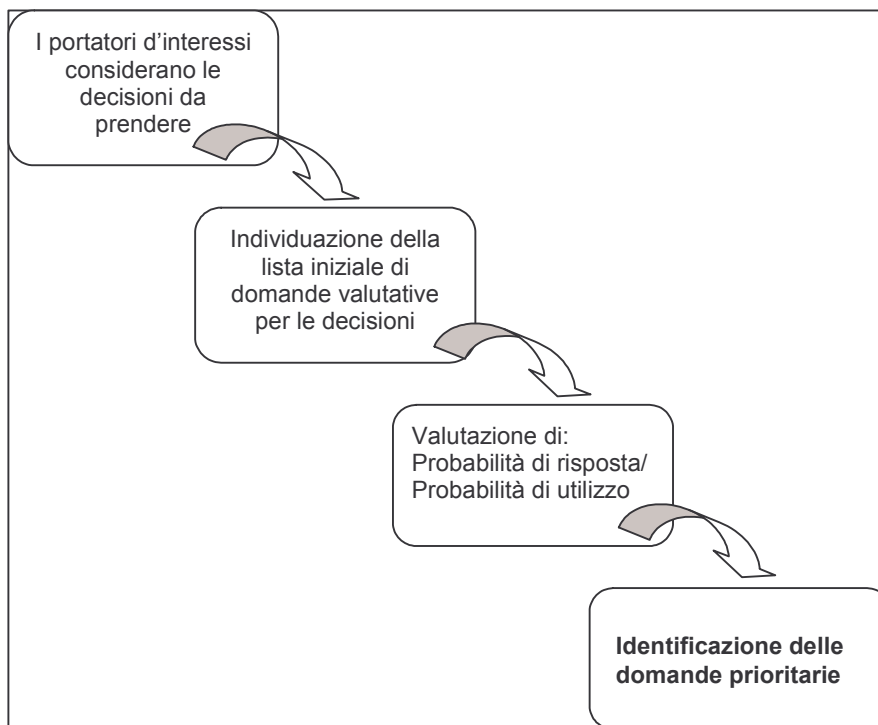 I portatori d’interessi
considerano le
decisioni da
prendere
Individuazione della
lista iniziale di
domande valutative
per le decisioni
Valutazione di:
Probabilità di risposta/
Probabilità di utilizzo
Identificazione delle
domande prioritarie